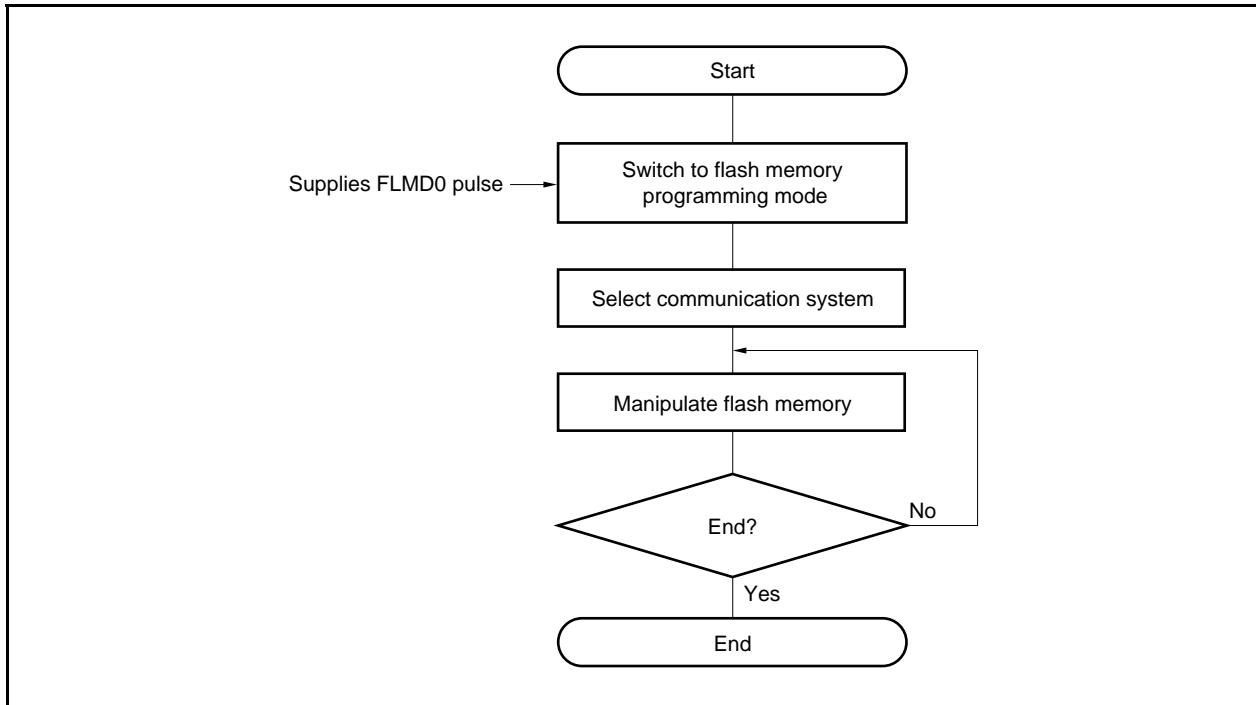 Start
Supplies FLMD0 pulse
Switch to flash memory
programming mode
Select communication system
Manipulate flash memory
End?
No
Yes
End